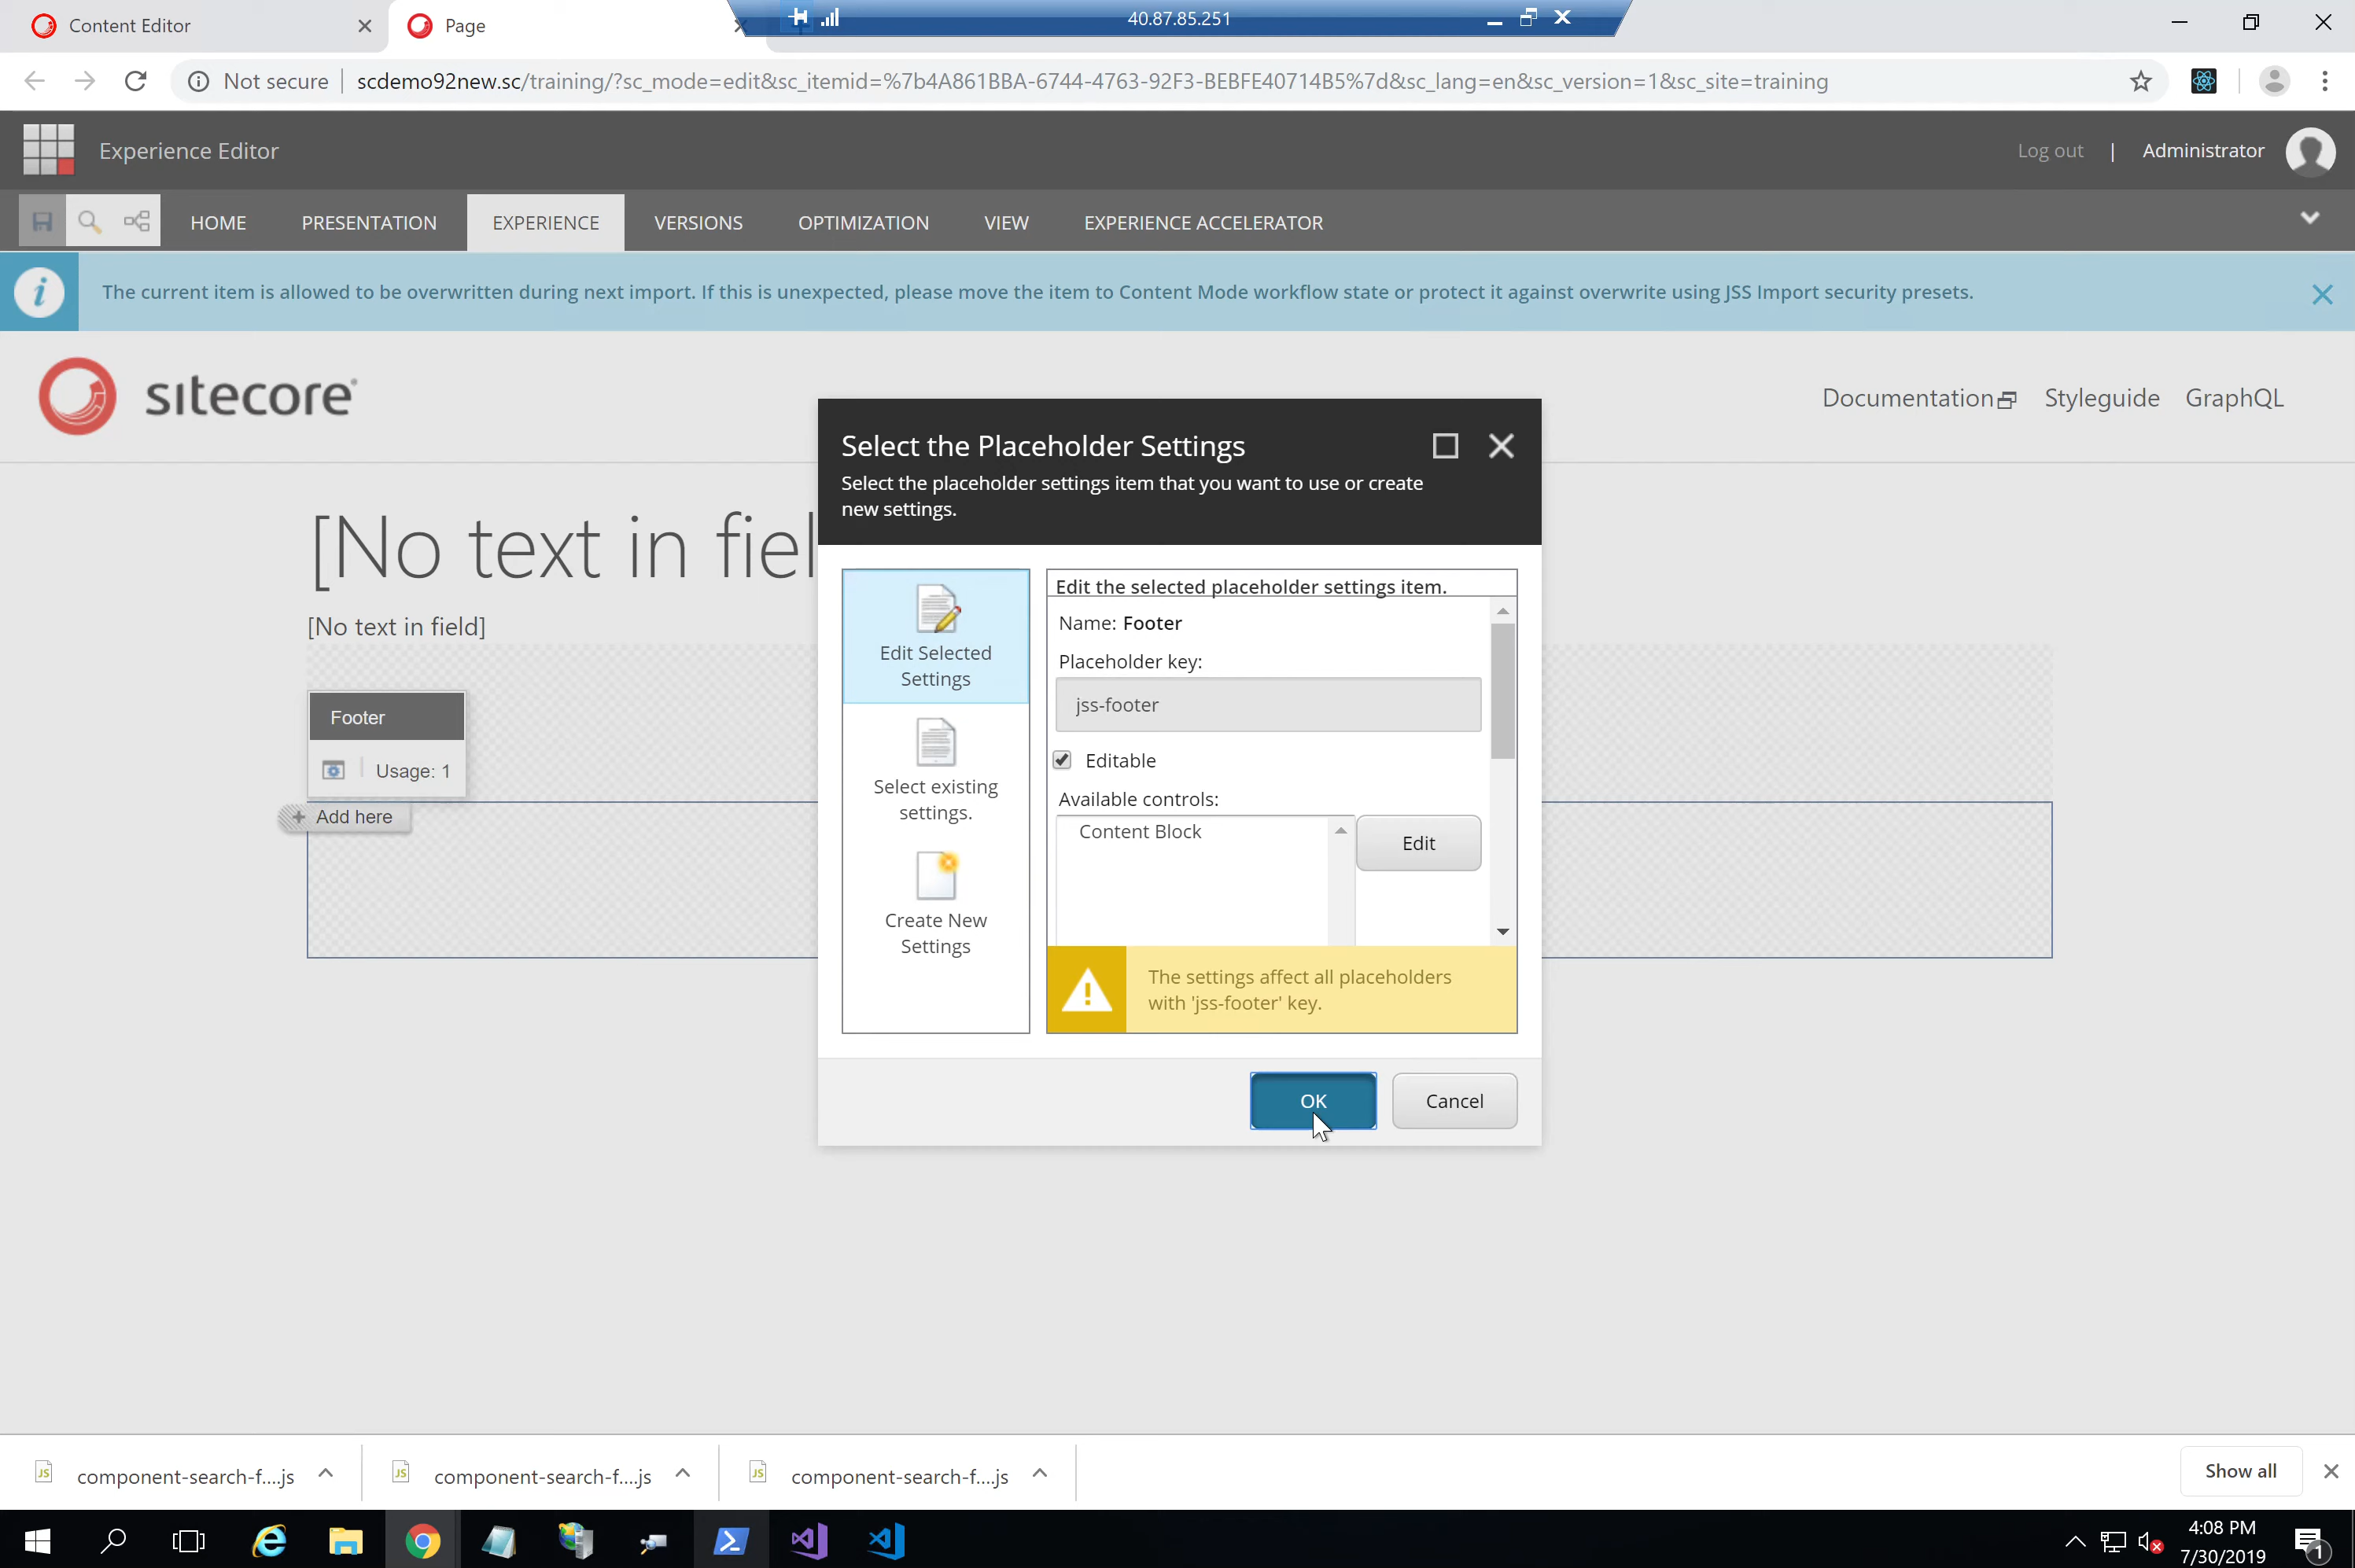 Content Editor
Page
40.87.85.251
Not secure
scdemo92new.sc/training/?sc_mode=edit&sc_itemid=%7b4A861BBA-6744-4763-92F3-BEBFE40714B5%7d&sc_lang=en&sc_version=1&sc_site=training
Experience Editor
Log out | Administrator
HOME
PRESENTATION
EXPERIENCE
VERSIONS
OPTIMIZATION
VIEW
EXPERIENCE ACCELERATOR
The current item is allowed to be overwritten during next import. If this is unexpected, please move the item to Content Mode workflow state or protect it against overwrite using JSS Import security presets.
sitecore®
Documentation
Styleguide
GraphQL
[No text in fiel
[No text in field]
Footer
Usage: 1
Add here
Select the Placeholder Settings
Select the placeholder settings item that you want to use or create
new settings.
Edit Selected
Settings
Select existing
settings.
Create New
Settings
Edit the selected placeholder settings item.
Name: Footer
Placeholder key:
jss-footer
Editable
Available controls:
Content Block
Edit
The settings affect all placeholders
with 'jss-footer' key.
OK
Cancel
JS component-search-f....js
JS component-search-f....js
JS component-search-f....js
Show all
4:08 PM
7/30/2019
1